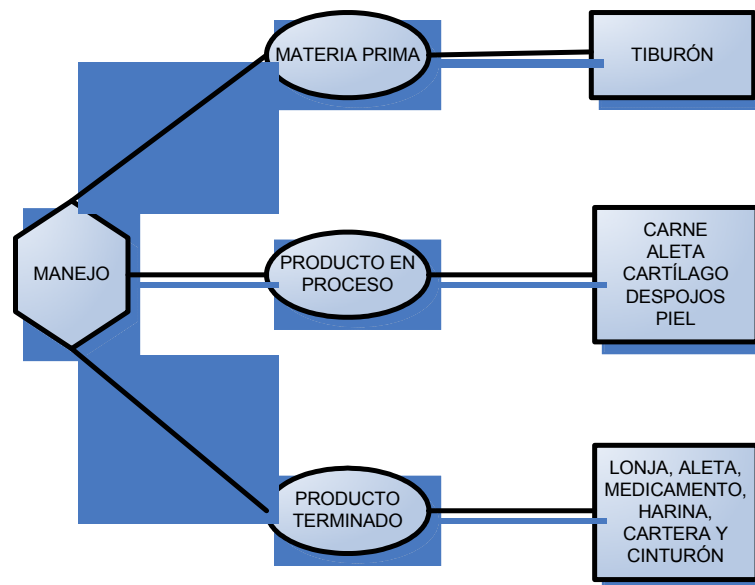 MATERIA PRIMA
TIBURÓN
MANEJO
PRODUCTO EN
PROCESO
CARNE
ALETA
CARTÍLAGO
DESPOJOS
PIEL
PRODUCTO
TERMINADO
LONJA, ALETA,
MEDICAMENTO,
HARINA,
CARTERA Y
CINTURÓN